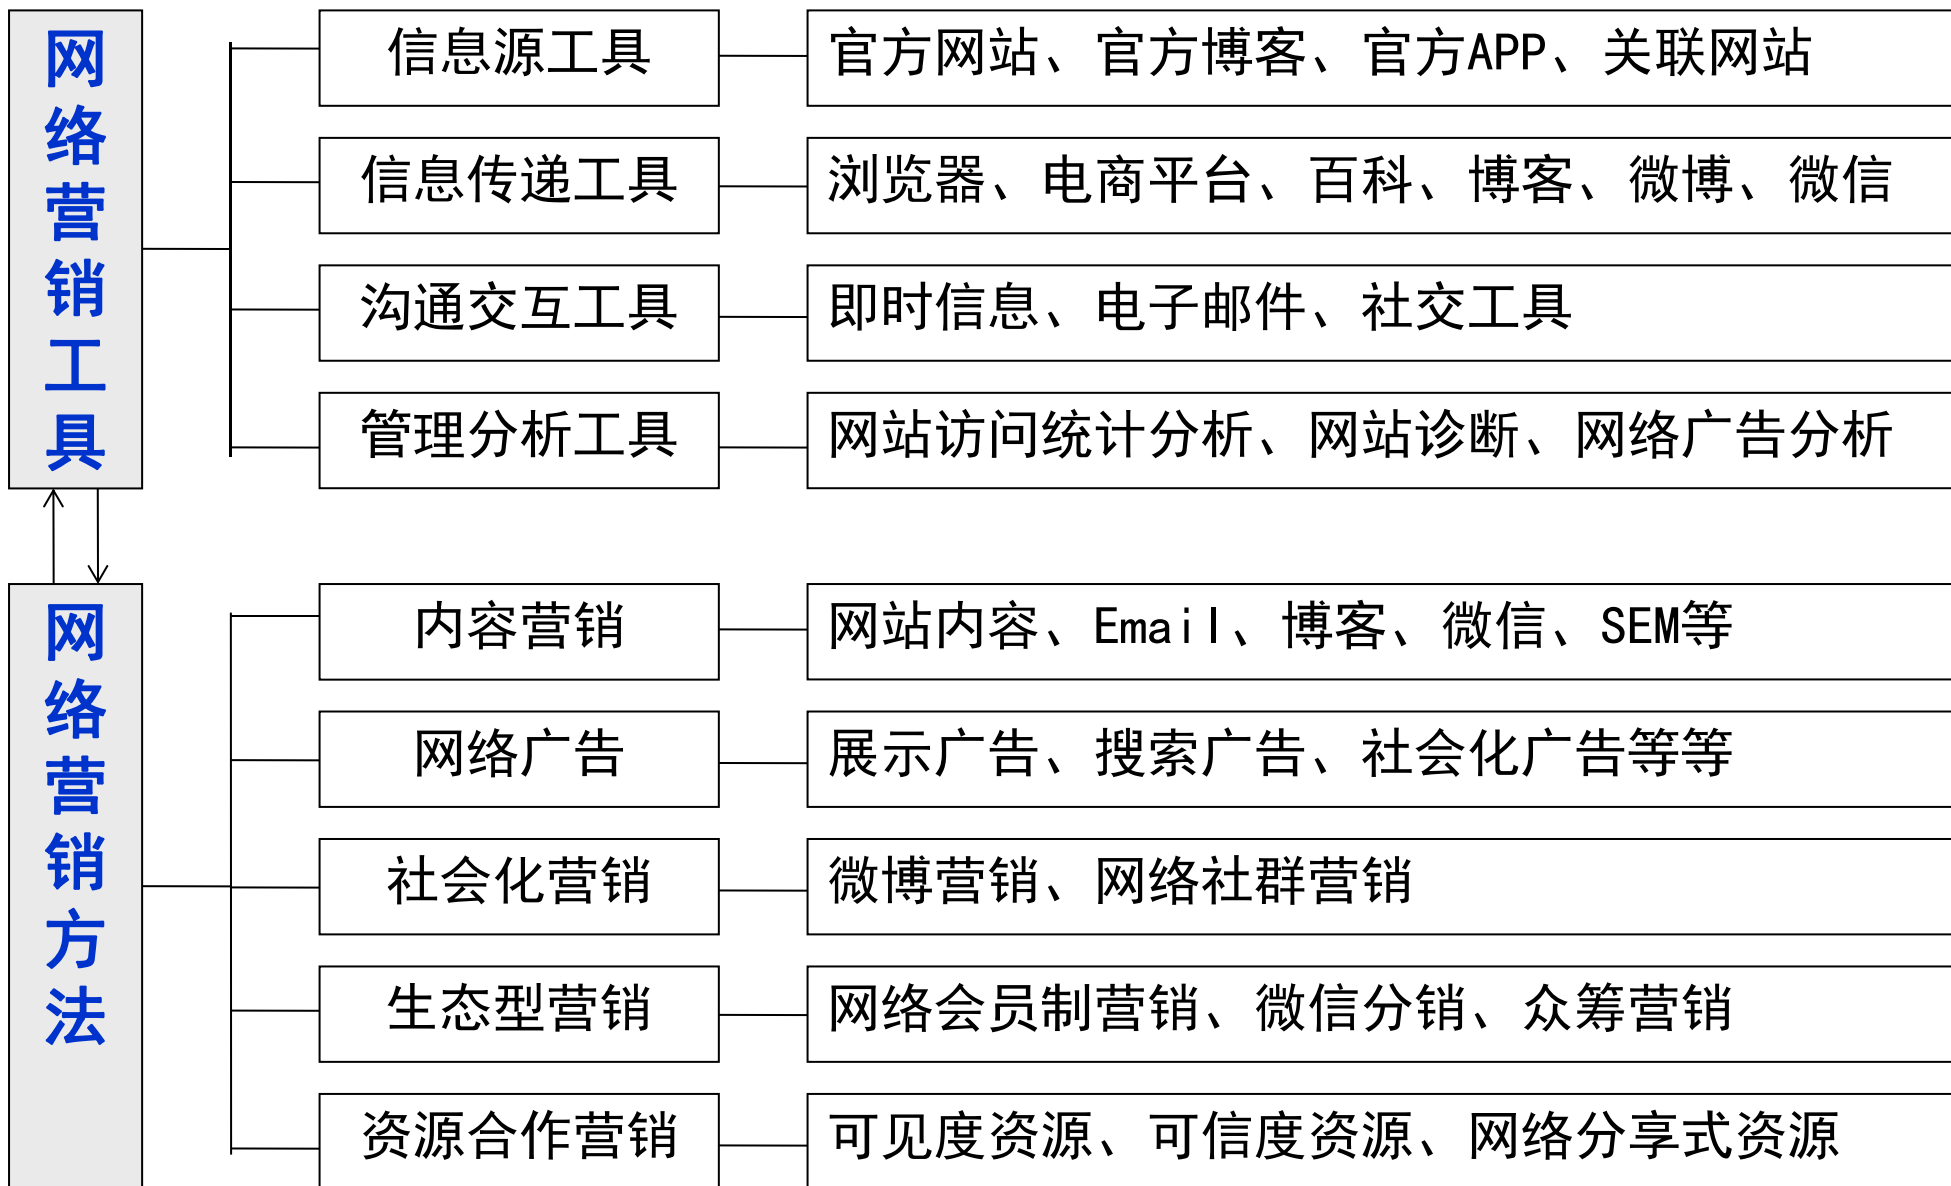 网络营销工具
信息源工具
官方网站、官方博客、官方APP、关联网站
信息传递工具
浏览器、电商平台、百科、博客、微博、微信
沟通交互工具
即时信息、电子邮件、社交工具
管理分析工具
网站访问统计分析、网站诊断、网络广告分析
网络营销方法
内容营销
网站内容、Email、博客、微信、SEM等
网络广告
展示广告、搜索广告、社会化广告等等
社会化营销
微博营销、网络社群营销
生态型营销
网络会员制营销、微信分销、众筹营销
资源合作营销
可见度资源、可信度资源、网络分享式资源